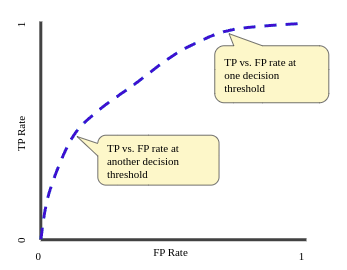 1
TP vs. FP rate at
one decision
threshold
TP Rate
TP vs. FP rate at
another decision
threshold
0
0
FP Rate
1